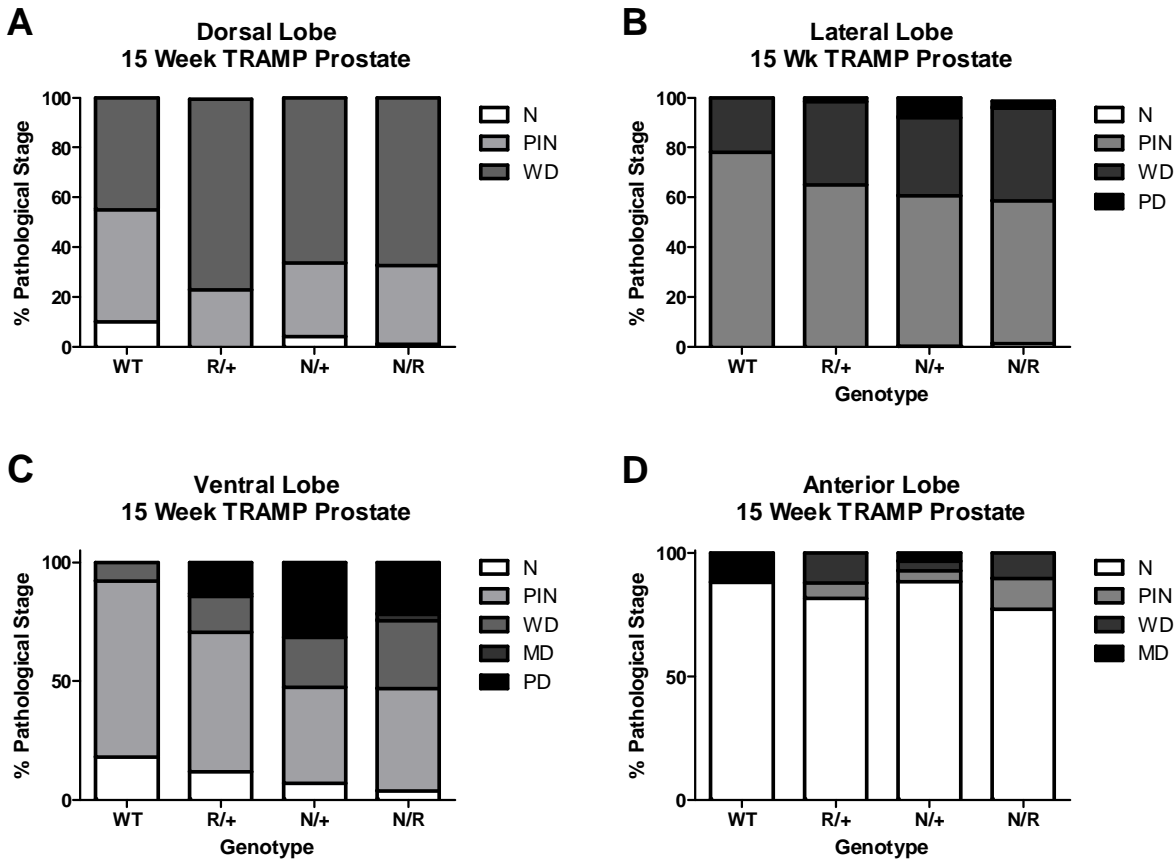 A
Dorsal Lobe
15 Week TRAMP Prostate
% Pathological Stage
100
80
60
40
20
0
WT R/+ N/+ N/R
N
PIN
WD
B
Lateral Lobe
15 Wk TRAMP Prostate
% Pathological Stage
100
80
60
40
20
0
WT R/+ N/+ N/R
Genotype
N
PIN
WD
PD
C
Ventral Lobe
15 Week TRAMP Prostate
% Pathological Stage
100
50
0
WT R/+ N/+ N/R
Genotype
N
PIN
WD
MD
PD
D
Anterior Lobe
15 Week TRAMP Prostate
% Pathological Stage
100
50
0
WT R/+ N/+ N/R
Genotype
N
PIN
WD
MD